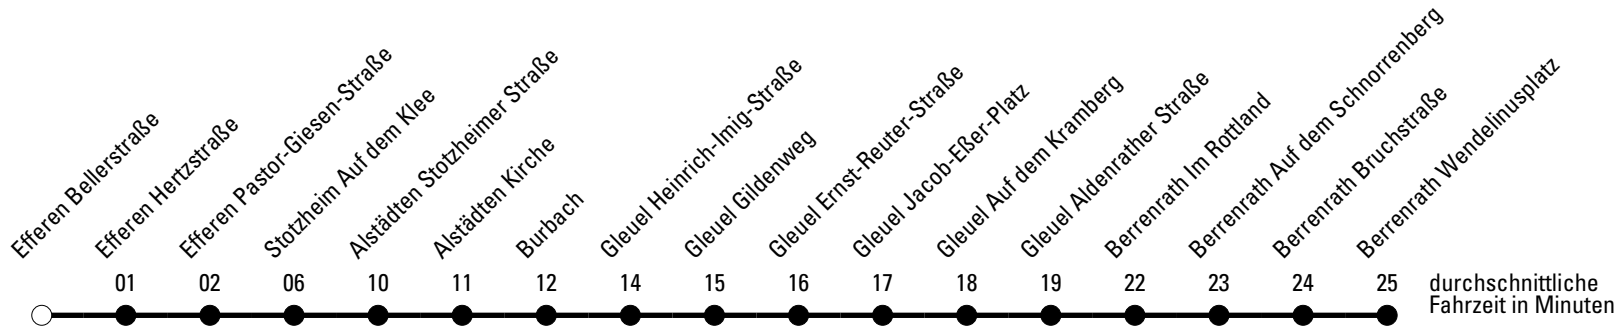 Efferen Bellerstraße
Efferen Hertzstraße
Efferen Pastor-Giesen-Straße
Stotzheim Auf dem Klee
Alstädten Stotzheimer Straße
Alstädten Kirche
Burbach
Gleuel Heinrich-Imig-Straße
Gleuel Gildenweg
Gleuel Ernst-Reuter-Straße
Gleuel Jacob-Eßer-Platz
Gleuel Auf dem Kramberg
Gleuel Aldenrather Straße
Berrenrath Im Rottland
Berrenrath Auf dem Schnorrenberg
Berrenrath Bruchstraße
Berrenrath Wendelinusplatz
01 02 06 10 11 12 14 15 16 17 18 19 22 23 24 25
durchschnittliche
Fahrzeit in Minuten